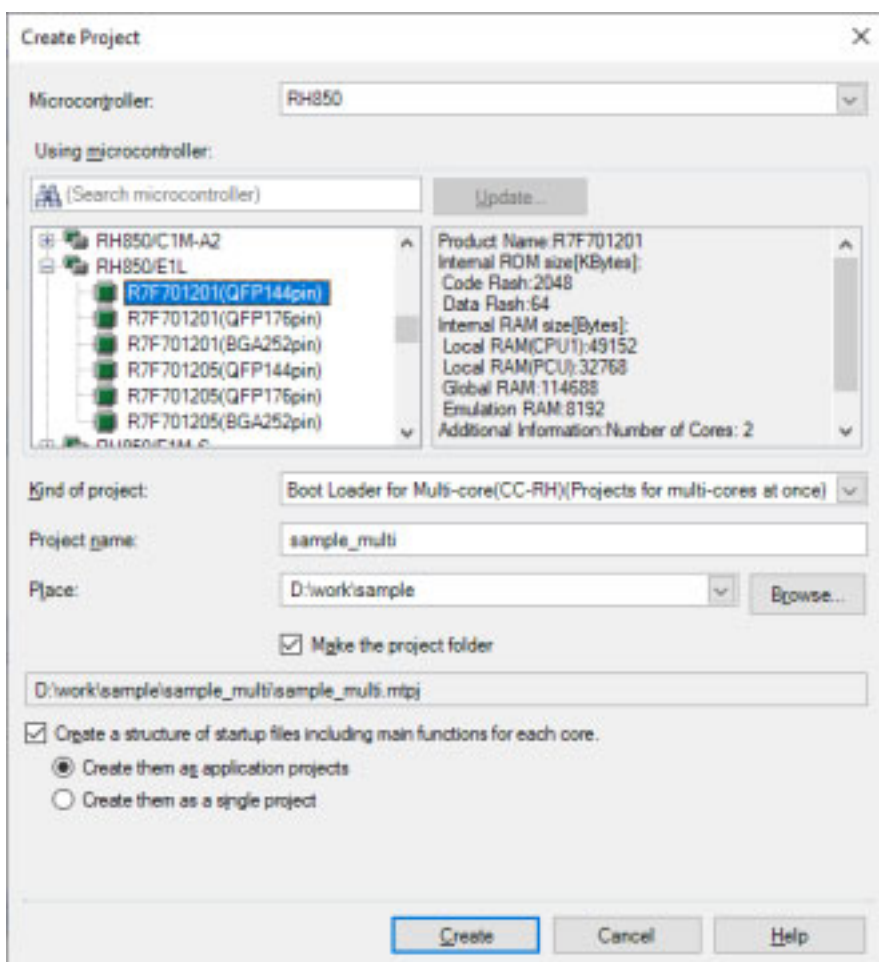 Create Project
Microcontroller:
RH850
Using microcontroller:
(Search microcontroller)
Update...
RH850/C1M-A2
RH850/E1L
R7F701201(QFP144pin)
R7F701201(QFP176pin)
R7F701201(BGA252pin)
R7F701205(QFP144pin)
R7F701205(QFP176pin)
R7F701205(BGA252pin)
Product Name:R7F701201
Internal ROM size[KBytes]:
Code Flash:2048
Data Flash:64
Internal RAM size[Bytes]:
Local RAM(CPU1):49152
Local RAM(PCU):32768
Global RAM:114688
Emulation RAM:8192
Additional Information:Number of Cores: 2
Kind of project:
Boot Loader for Multi-core(CC-RH)(Projects for multi-cores at once)
Project name:
sample_multi
Place:
D:\work\sample
Browse...
Make the project folder
D:\work\sample\sample_multi\sample_multi.mtpj
Create a structure of startup files including main functions for each core.
Create them as application projects
Create them as a single project
Create
Cancel
Help